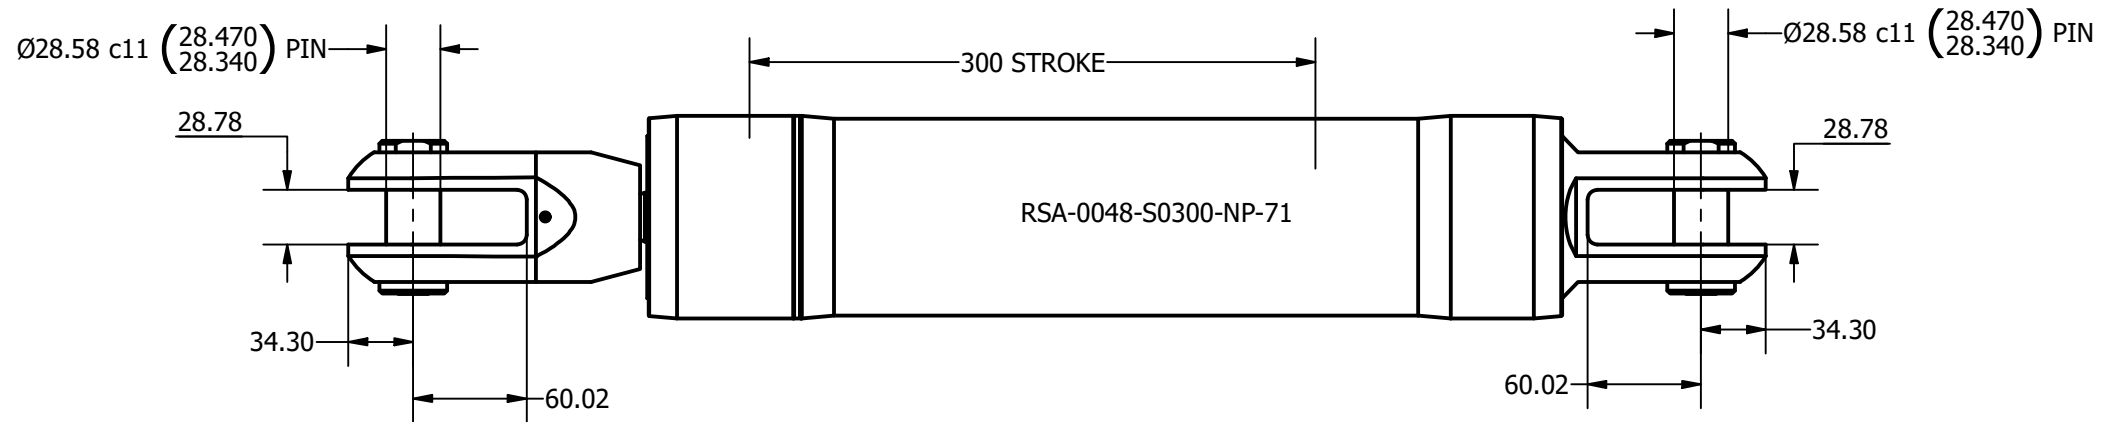 Ø28.58 c11 (28.470
28.340) PIN
300 STROKE
Ø28.58 c11 (28.470
28.340) PIN
28.78
28.78
RSA-0048-S0300-NP-71
34.30
34.30
60.02
60.02